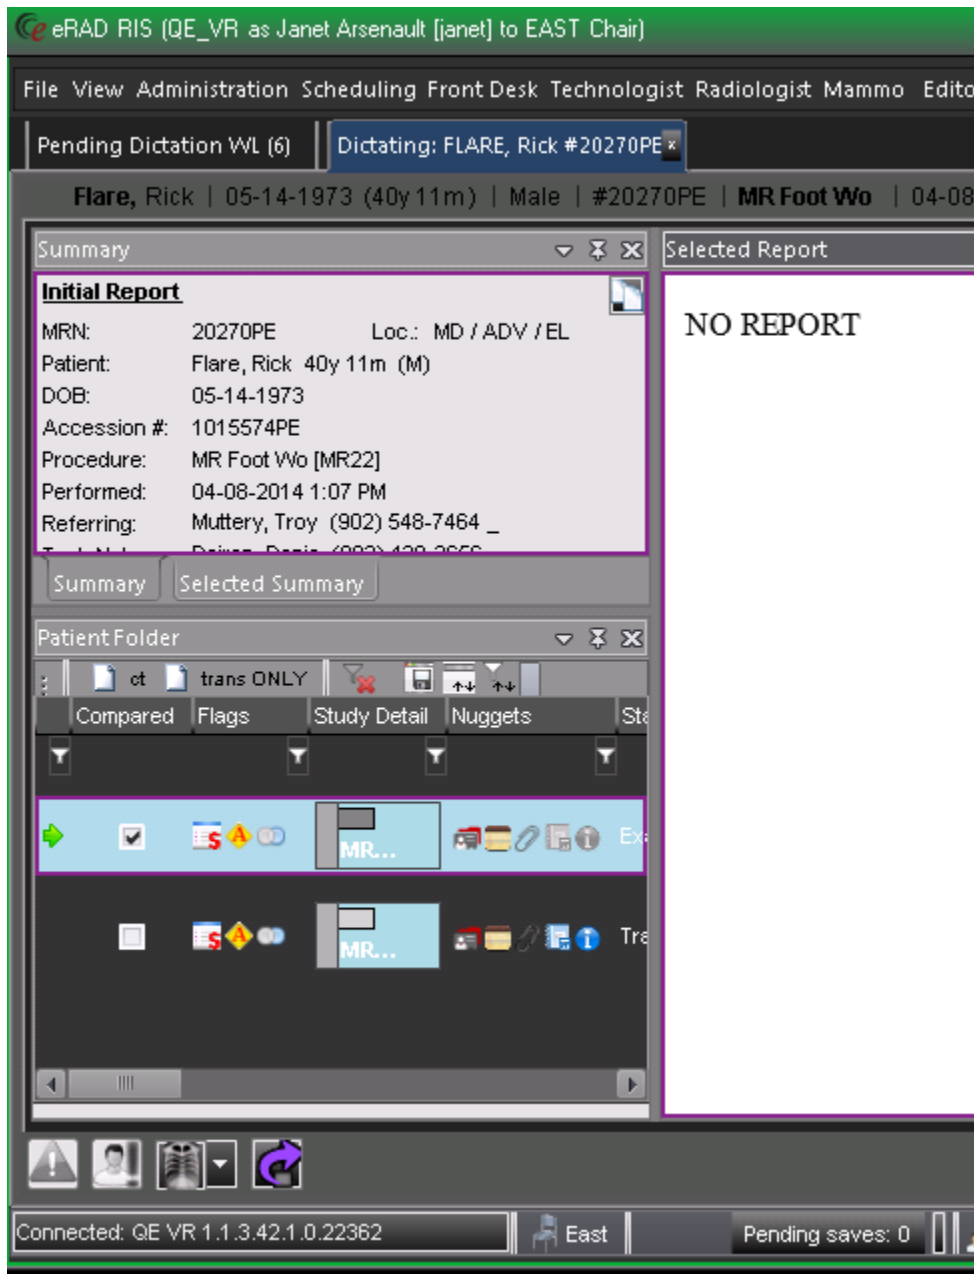 eRAD RIS (QE_VR as Janet Arsenault [janet] to EAST Chair)
File View Administration Scheduling Front Desk Technologist Radiologist Mammo Edito
Pending Dictation WL (6) Dictating: FLARE, Rick #20270PE
Flare, Rick | 05-14-1973 (40y 11m) | Male | #20270PE | MR Foot Wo | 04-08
Summary
Selected Report
Initial Report
NO REPORT
MRN: 20270PE Loc.: MD / ADV / EL
Patient: Flare, Rick 40y 11m (M)
DOB: 05-14-1973
Accession #: 1015574PE
Procedure: MR Foot Wo [MR22]
Performed: 04-08-2014 1:07 PM
Referring: Muttery, Troy (902) 548-7464 _
Summary Selected Summary
Patient Folder
ct trans ONLY
Compared Flags Study Detail Nuggets Sta
MR... Exa
MR... Tra
Connected: QE VR 1.1.3.42.1.0.22362 East Pending saves: 0